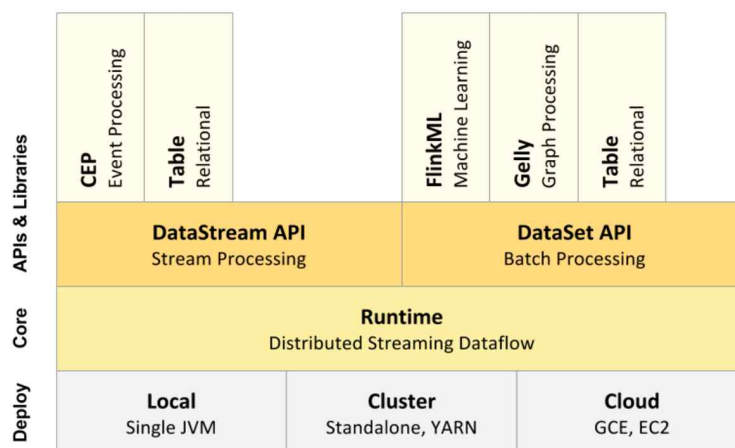 CEP
Event Processing
Table
Relational
FlinkML
Machine Learning
Gelly
Graph Processing
Table
Relational
APIs & Libraries
DataStream API
Stream Processing
DataSet API
Batch Processing
Core
Runtime
Distributed Streaming Dataflow
Deploy
Local
Single JVM
Cluster
Standalone, YARN
Cloud
GCE, EC2